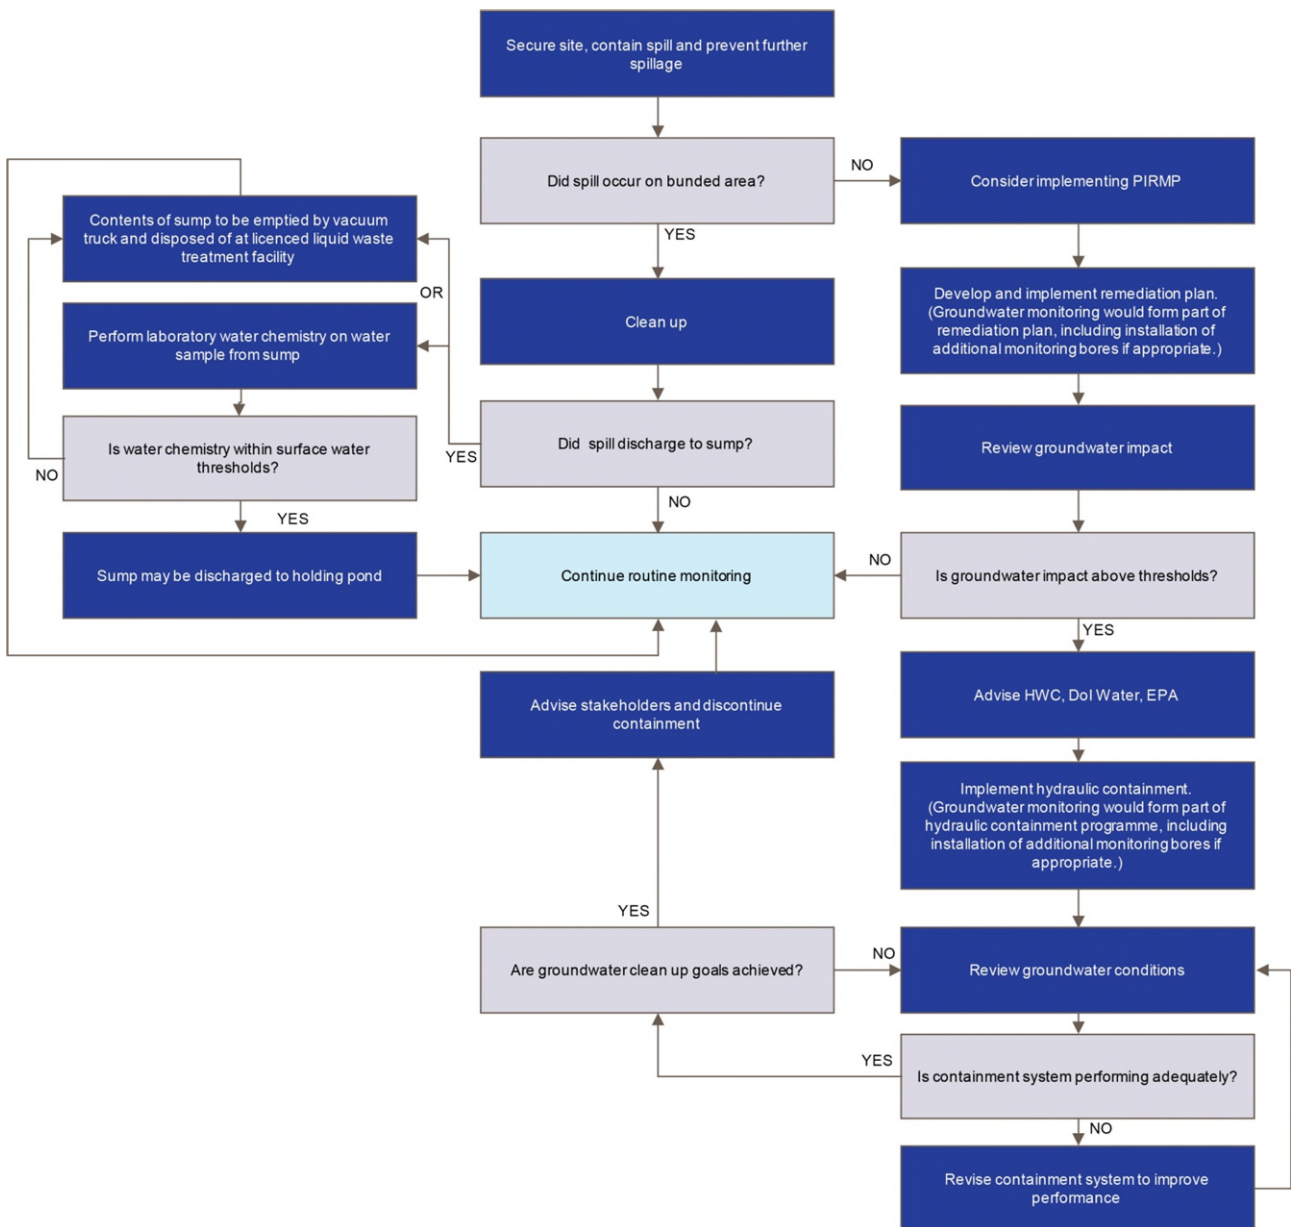 Secure site, contain spill and prevent further
spillage
Did spill occur on bunded area?
NO
Consider implementing PIRMP
YES
Contents of sump to be emptied by vacuum
truck and disposed of at licenced liquid waste
treatment facility
OR
Clean up
Develop and implement remediation plan.
(Groundwater monitoring would form part of
remediation plan, including installation of
additional monitoring bores if appropriate.)
Perform laboratory water chemistry on water
sample from sump
Is water chemistry within surface water
thresholds?
NO
YES
Did spill discharge to sump?
YES
NO
Review groundwater impact
Sump may be discharged to holding pond
Continue routine monitoring
NO
Is groundwater impact above thresholds?
YES
Advise stakeholders and discontinue
containment
Advise HWC, DoI Water, EPA
Implement hydraulic containment.
(Groundwater monitoring would form part of
hydraulic containment programme, including
installation of additional monitoring bores if
appropriate.)
YES
Are groundwater clean up goals achieved?
NO
Review groundwater conditions
YES
Is containment system performing adequately?
NO
Revise containment system to improve
performance